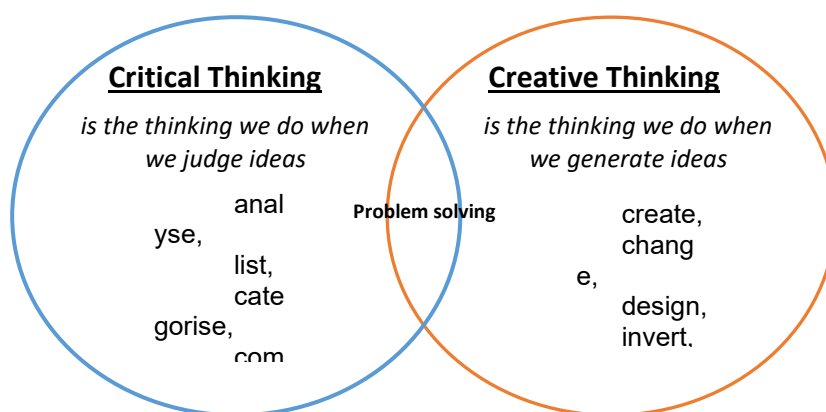 Critical Thinking
is the thinking we do when
we judge ideas
anal
yse,
list,
cate
gorise,
com
Problem solving
Creative Thinking
is the thinking we do when
we generate ideas
create,
chang
e,
design,
invert,